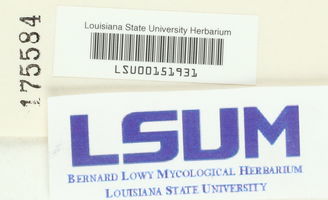 Louisiana State University Herbarium
LSU00151931
175584
LSUM
BERNARD LOWY MYCOLOGICAL HERBARIUM
LOUISIANA STATE UNIVERSITY